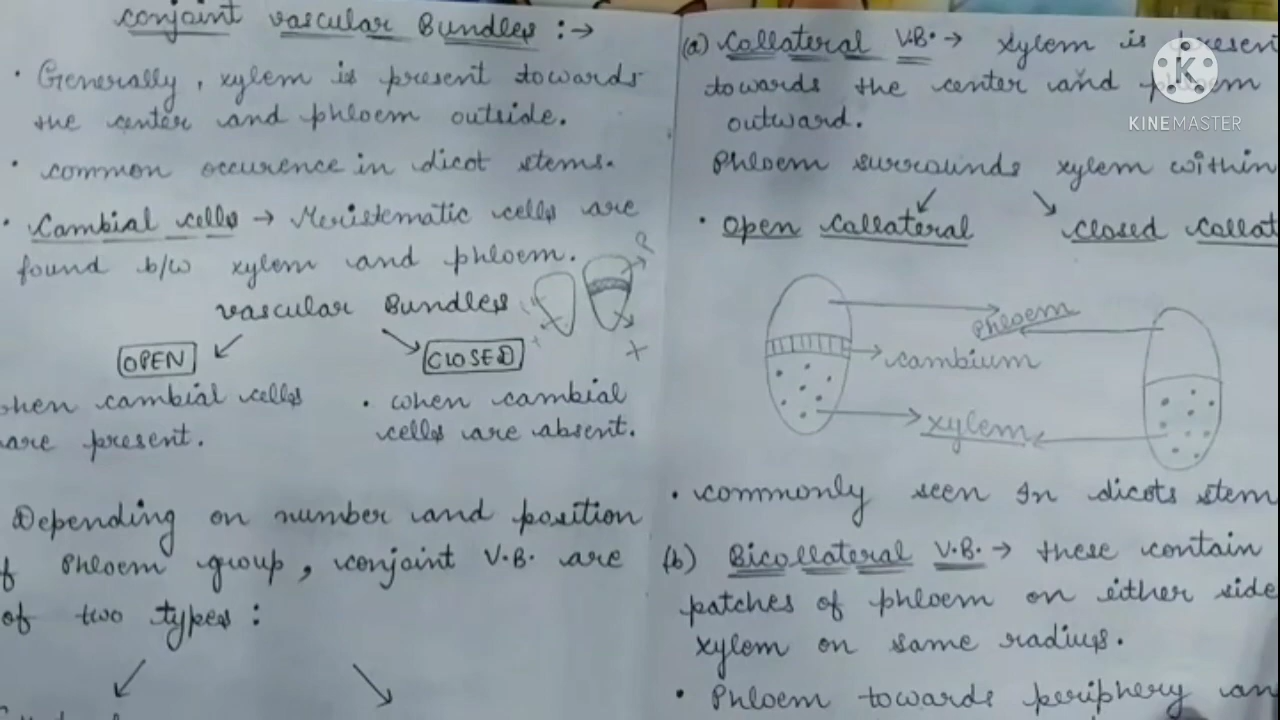 conjoint vascular Bundles :→
• Generally, xylem is present towards
the center and phloem outside.
• common occurence in dicot stems.
• Cambial cells → Meristematic cells are
found b/w xylem and phloem.
P
x
vascular Bundles
OPEN
CLOSED
when cambial cells
are present.
• when cambial
cells are absent.
Depending on number and position
of Phloem group, conjoint V.B. are
of two types :
(a) Collateral V.B. → xylem is present
towards the center and phloem
outward.
Phloem surrounds xylem within
• Open Collateral
closed Collat
Phloem
cambium
xylem
• commonly seen In dicots stem
(b) Bicollateral V.B. → these contain
patches of phloem on either side
xylem on same radius.
• Phloem towards periphery an
KINEMASTER